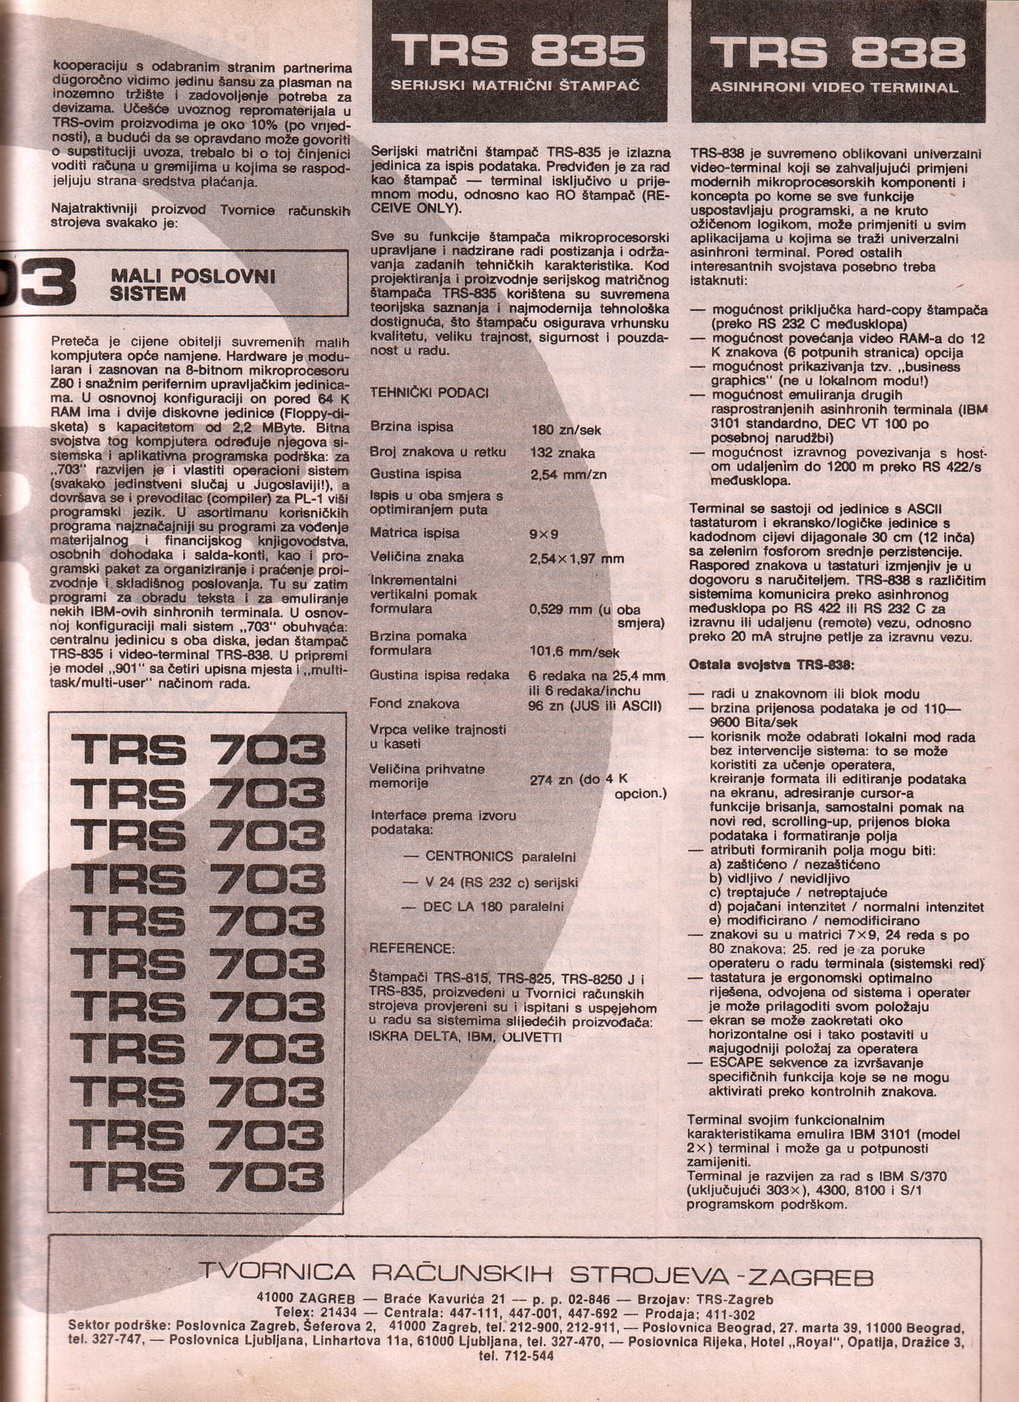 kooperaciju s odabranim stranim partnerima
dugoročno vidimo jedinu šansu za plasman na
inozemno tržište i zadovoljenje potreba za
devizama. Učešće uvoznog repromaterijala u
TRS-ovim proizvodima je oko 10% (po vrijed-
nosti), a budući da se opravdano može govoriti
o supstituciji uvoza, trebalo bi o toj činjenici
voditi računa u gremijima u kojima se raspod-
jeljuju strana sredstva plaćanja.
Najatraktivniji proizvod Tvornice računskih
strojeva svakako je:
03 MALI POSLOVNI
SISTEM
Preteča je cijene obitelji suvremenih malih
kompjutera opće namjene. Hardware je modu-
laran i zasnovan na 8-bitnom mikroprocesoru
Z80 i snažnim perifernim upravljačkim jedinica-
ma. U osnovnoj konfiguraciji on pored 64 K
RAM ima i dvije diskovne jedinice (Floppy-di-
sketa) s kapacitetom od 2,2 MByte. Bitna
svojstva tog kompjutera određuje njegova si-
stemska i aplikativna programska podrška: za
„703" razvijen je i vlastiti operacioni sistem
(svakako jedinstveni slučaj u Jugoslaviji!), a
dovršava se i prevodilac (compiler) za PL-1 viši
programski jezik. U asortimanu korisničkih
programa najznačajniji su programi za vođenje
materijalnog i financijskog knjigovodstva,
osobnih dohodaka i salda-konti, kao i pro-
gramski paket za organiziranje i praćenje proi-
zvodnje i skladišnog poslovanja. Tu su zatim
programi za obradu teksta i za emuliranje
nekih IBM-ovih sinhronih terminala. U osnov-
noj konfiguraciji mali sistem „703" obuhvaća:
centralnu jedinicu s oba diska, jedan štampač
TRS-835 i video-terminal TRS-838. U pripremi
je model „901" sa četiri upisna mjesta i „multi-
task/multi-user" načinom rada.
TRS 703
TRS 703
TRS 703
TRS 703
TRS 703
TRS 703
TRS 703
TRS 703
TRS 703
TRS 703
TRS 703
TRS 835
SERIJSKI MATRIČNI ŠTAMPAČ
Serijski matrični štampač TRS-835 je izlazna
jedinica za ispis podataka. Predviđen je za rad
kao štampač — terminal isključivo u prije-
mnom modu, odnosno kao RO štampač (RE-
CEIVE ONLY).
Sve su funkcije štampača mikroprocesorski
upravljane i nadzirane radi postizanja i održa-
vanja zadanih tehničkih karakteristika. Kod
projektiranja i proizvodnje serijskog matričnog
štampača TRS-835 korištena su suvremena
teorijska saznanja i najmodernija tehnološka
dostignuća, što štampaču osigurava vrhunsku
kvalitetu, veliku trajnost, sigurnost i pouzda-
nost u radu.
TEHNIČKI PODACI
Brzina ispisa 180 zn/sek
Broj znakova u retku 132 znaka
Gustina ispisa 2,54 mm/zn
Ispis u oba smjera s
optimiranjem puta
Matrica ispisa 9×9
Veličina znaka 2,54×1,97 mm
Inkrementalni
vertikalni pomak
formulara 0,529 mm (u oba
smjera)
Brzina pomaka
formulara 101,6 mm/sek
Gustina ispisa redaka 6 redaka na 25,4 mm
ili 6 redaka/inchu
Fond znakova 96 zn (JUS ili ASCII)
Vrpca velike trajnosti
u kaseti
Veličina prihvatne
memorije 274 zn (do 4 K
opcion.)
Interface prema izvoru
podataka:
— CENTRONICS paralelni
— V 24 (RS 232 c) serijski
— DEC LA 180 paralelni
REFERENCE:
Štampači TRS-815, TRS-825, TRS-8250 J i
TRS-835, proizvedeni u Tvornici računskih
strojeva provjereni su i ispitani s uspjehom
u radu sa sistemima slijedećih proizvođača:
ISKRA DELTA, IBM, OLIVETTI
TRS 838
ASINHRONI VIDEO TERMINAL
TRS-838 je suvremeno oblikovani univerzalni
video-terminal koji se zahvaljujući primjeni
modernih mikroprocesorskih komponenti i
koncepta po kome se sve funkcije
uspostavljaju programski, a ne kruto
ožičenom logikom, može primjeniti u svim
aplikacijama u kojima se traži univerzalni
asinhroni terminal. Pored ostalih
interesantnih svojstava posebno treba
istaknuti:
— mogućnost priključka hard-copy štampača
(preko RS 232 C međusklopa)
— mogućnost povećanja video RAM-a do 12
K znakova (6 potpunih stranica) opcija
— mogućnost prikazivanja tzv. „business
graphics" (ne u lokalnom modu!)
— mogućnost emuliranja drugih
rasprostranjenih asinhronih terminala (IBM
3101 standardno, DEC VT 100 po
posebnoj narudžbi)
— mogućnost izravnog povezivanja s host-
om udaljenim do 1200 m preko RS 422/s
međusklopa.
Terminal se sastoji od jedinice s ASCII
tastaturom i ekransko/logičke jedinice s
kadodnom cijevi dijagonale 30 cm (12 inča)
sa zelenim fosforom srednje perzistencije.
Raspored znakova u tastaturi izmjenjiv je u
dogovoru s naručiteljem. TRS-838 s različitim
sistemima komunicira preko asinhronog
međusklopa po RS 422 ili RS 232 C za
izravnu ili udaljenu (remote) vezu, odnosno
preko 20 mA strujne petlje za izravnu vezu.
Ostala svojstva TRS-838:
— radi u znakovnom ili blok modu
— brzina prijenosa podataka je od 110—
9600 Bita/sek
— korisnik može odabrati lokalni mod rada
bez intervencije sistema: to se može
koristiti za učenje operatera,
kreiranje formata ili editiranje podataka
na ekranu, adresiranje cursor-a
funkcije brisanja, samostalni pomak na
novi red, scrolling-up, prijenos bloka
podataka i formatiranje polja
— atributi formiranih polja mogu biti:
a) zaštićeno / nezaštićeno
b) vidljivo / nevidljivo
c) treptajuće / netreptajuće
d) pojačani intenzitet / normalni intenzitet
e) modificirano / nemodificirano
— znakovi su u matrici 7×9, 24 reda s po
80 znakova; 25. red je za poruke
operateru o radu terminala (sistemski red)
— tastatura je ergonomski optimalno
riješena, odvojena od sistema i operater
je može prilagoditi svom položaju
— ekran se može zaokretati oko
horizontalne osi i tako postaviti u
najugodniji položaj za operatera
— ESCAPE sekvence za izvršavanje
specifičnih funkcija koje se ne mogu
aktivirati preko kontrolnih znakova.
Terminal svojim funkcionalnim
karakteristikama emulira IBM 3101 (model
2×) terminal i može ga u potpunosti
zamijeniti.
Terminal je razvijen za rad s IBM S/370
(uključujući 303×), 4300, 8100 i S/1
programskom podrškom.
TVORNICA RAČUNSKIH STROJEVA - ZAGREB
41000 ZAGREB — Braće Kavurića 21 — p. p. 02-846 — Brzojav: TRS-Zagreb
Telex: 21434 — Centrala: 447-111, 447-001, 447-692 — Prodaja: 411-302
Sektor podrške: Poslovnica Zagreb, Šeferova 2, 41000 Zagreb, tel. 212-900, 212-911, — Poslovnica Beograd, 27. marta 39, 11000 Beograd,
tel. 327-747, — Poslovnica Ljubljana, Linhartova 11a, 61000 Ljubljana, tel. 327-470, — Poslovnica Rijeka, Hotel „Royal", Opatija, Dražice 3,
tel. 712-544